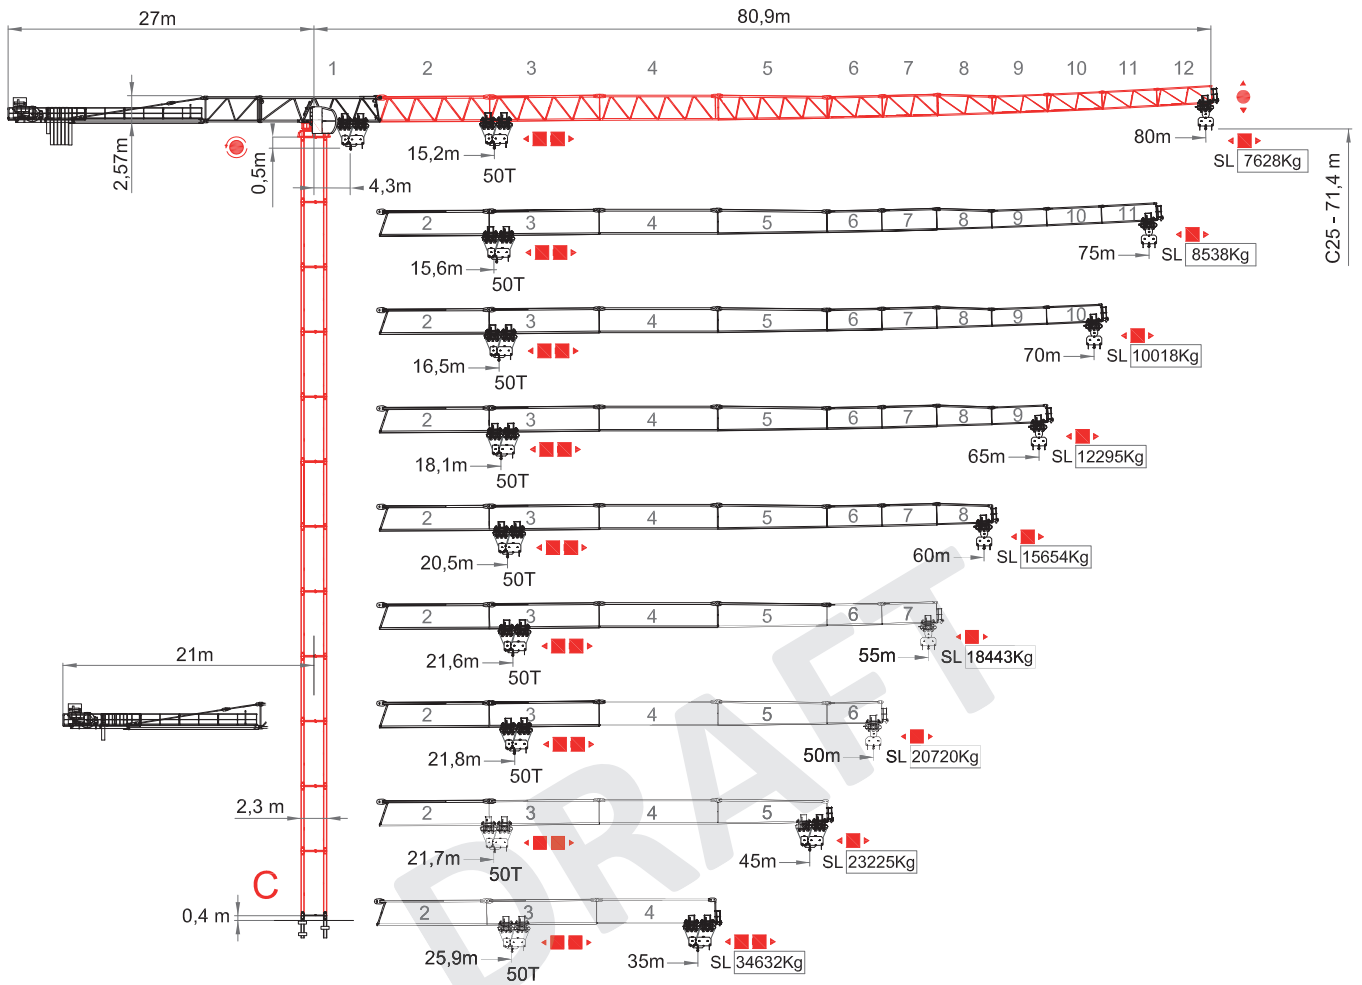 27m
80,9m
1 2 3 4 5 6 7 8 9 10 11 12
2,57m
0,5m
4,3m
15,2m
50T
80m
SL 7628Kg
C25 - 71,4 m
2 3 4 5 6 7 8 9 10 11
15,6m
50T
75m
SL 8538Kg
2 3 4 5 6 7 8 9 10
16,5m
50T
70m
SL 10018Kg
2 3 4 5 6 7 8 9
18,1m
50T
65m
SL 12295Kg
2 3 4 5 6 7 8
20,5m
50T
60m
SL 15654Kg
2 3 4 5 6 7
21,6m
50T
55m
SL 18443Kg
21m
2 3 4 5 6
21,8m
50T
50m
SL 20720Kg
2,3 m
2 3 4 5
21,7m
50T
45m
SL 23225Kg
C
0,4 m
2 3 4
25,9m
50T
35m
SL 34632Kg
DRAFT